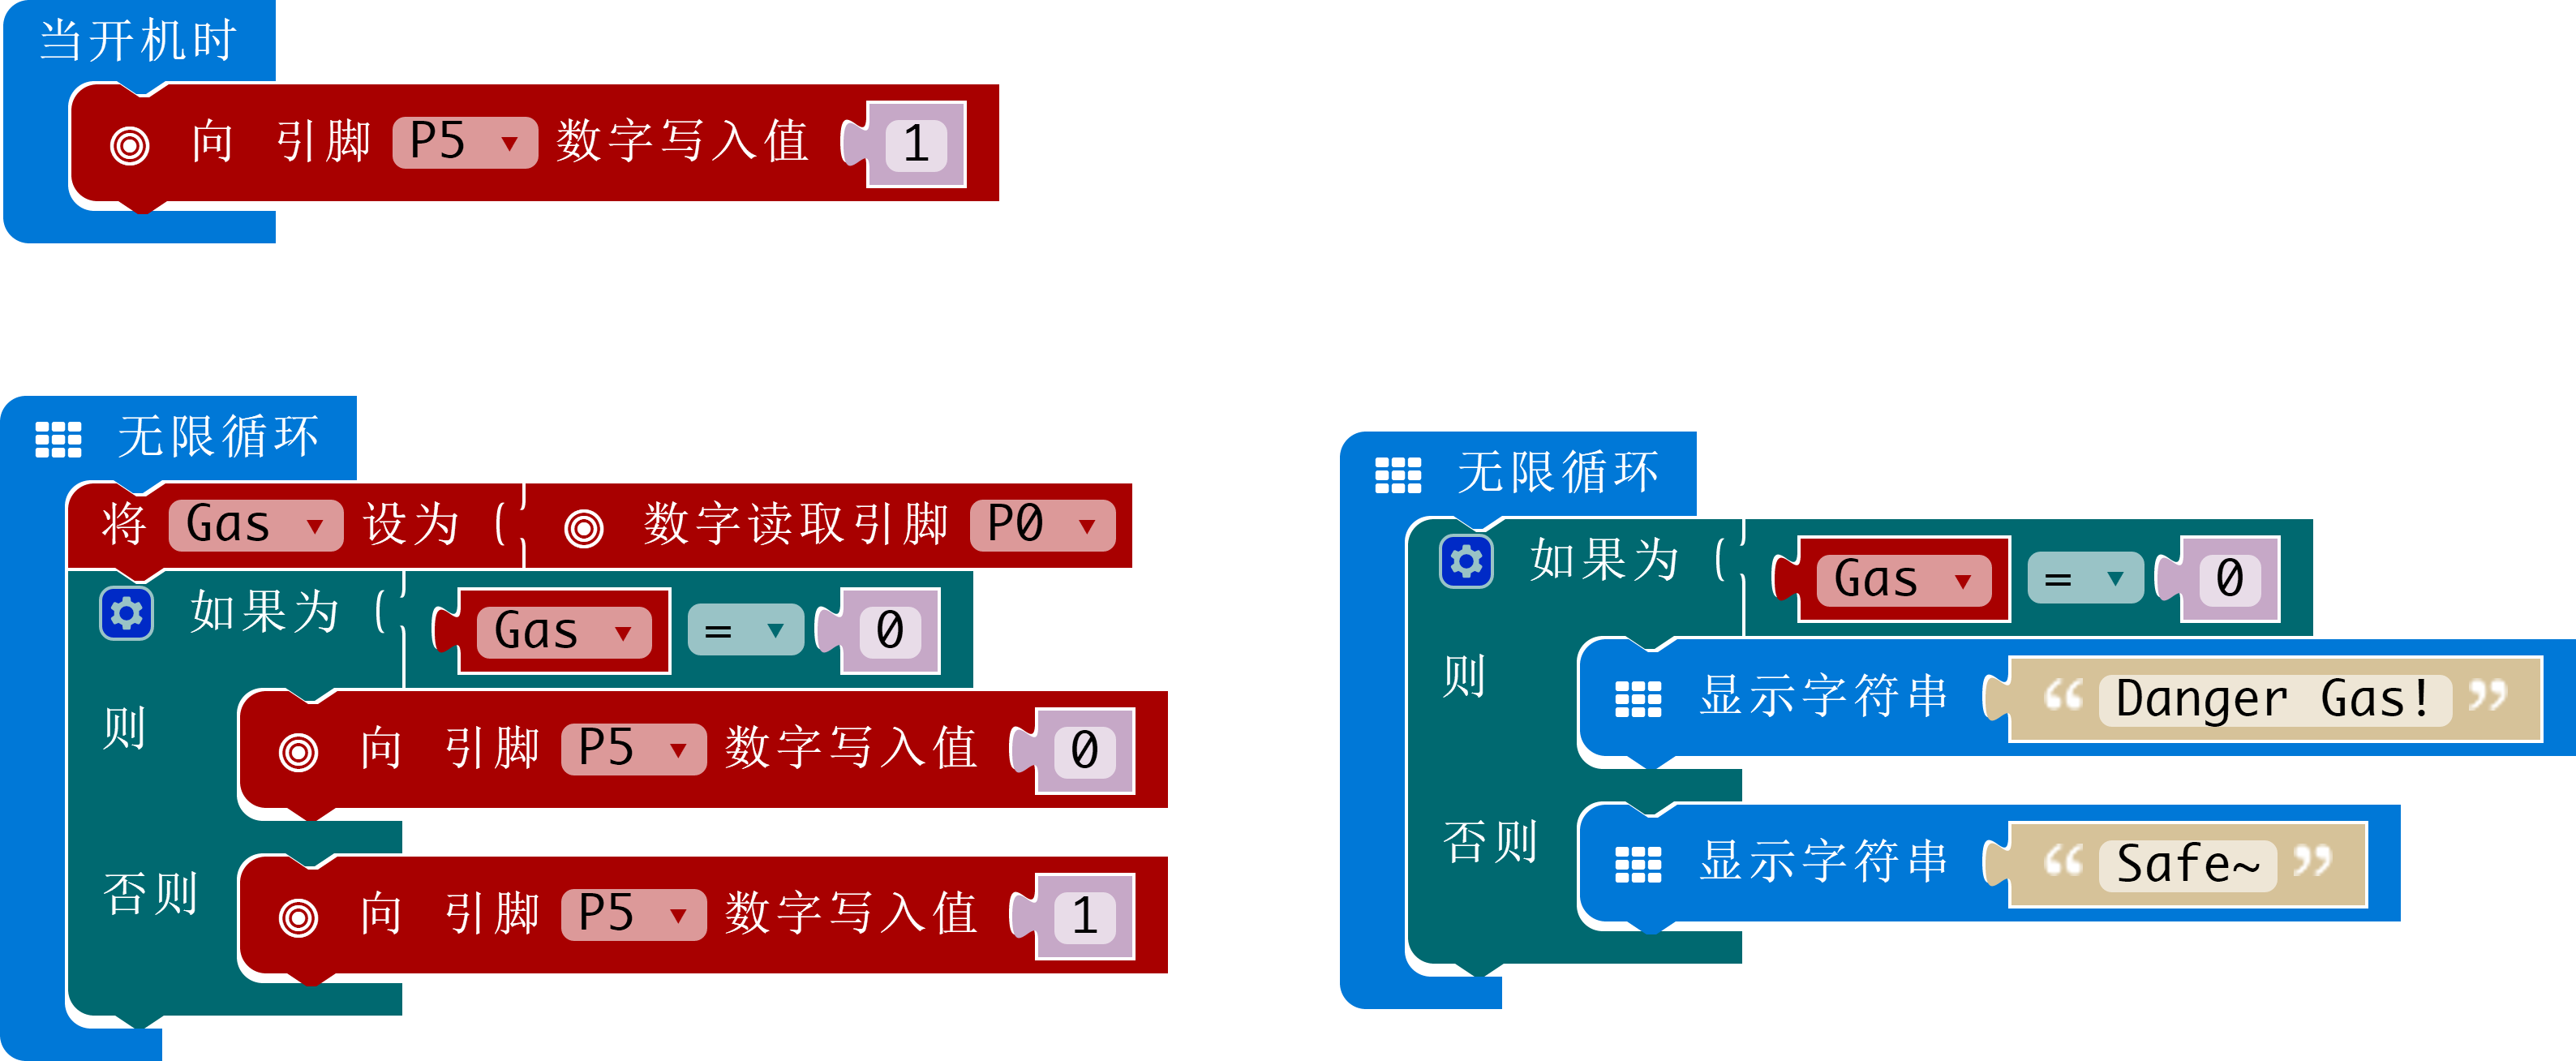 当开机时
向 引脚 P5 数字写入值 1
无限循环
将 Gas 设为 ( 数字读取引脚 P0
如果为 ( Gas = 0
则 向 引脚 P5 数字写入值 0
否则 向 引脚 P5 数字写入值 1
无限循环
如果为 ( Gas = 0
则 显示字符串 “ Danger Gas! ”
否则 显示字符串 “ Safe~ ”